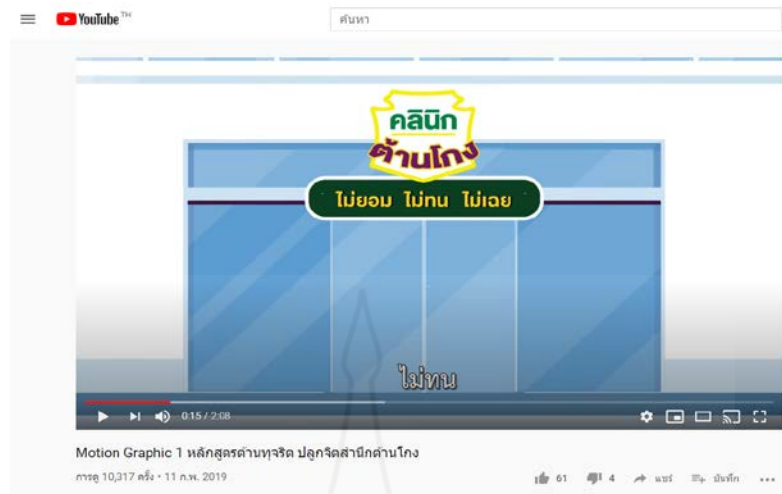 YouTube TH
ค้นหา
คลินิก
ต้านโกง
ไม่ยอม ไม่ทน ไม่เฉย
ไม่ทน
0:15 / 2:08
Motion Graphic 1 หลักสูตรต้านทุจริต ปลูกจิตสำนึกต้านโกง
การดู 10,317 ครั้ง • 11 ก.พ. 2019
61 4 แชร์ บันทึก